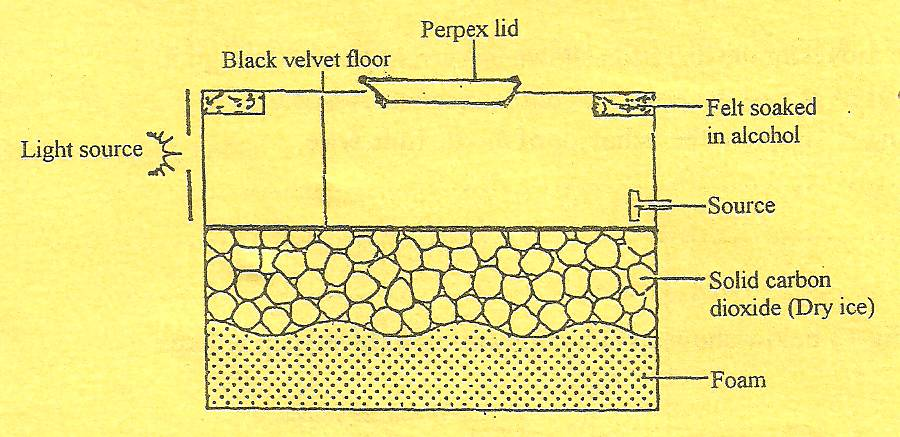 Perpex lid
Black velvet floor
Light source
Felt soaked
in alcohol
Source
Solid carbon
dioxide (Dry ice)
Foam